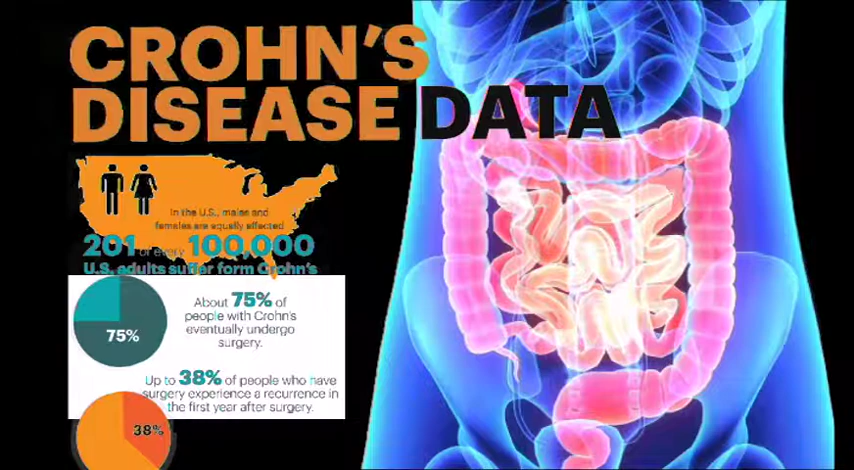 CROHN'S
DISEASE DATA
In the U.S., males and
females are equally affected
201 of every 100,000
U.S. adults suffer form Crohn's
75%
About 75% of
people with Crohn's
eventually undergo
surgery.
Up to 38% of people who have
surgery experience a recurrence in
the first year after surgery.
38%